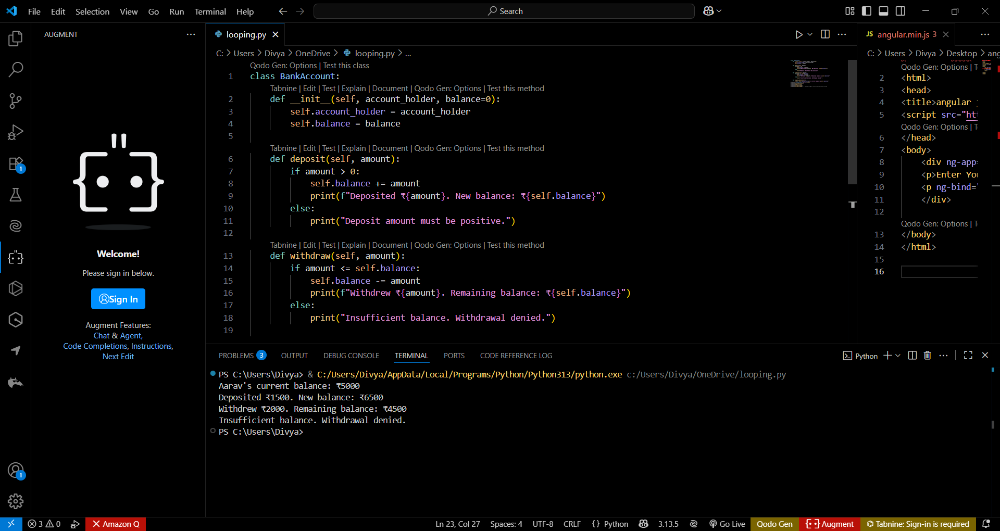 File Edit Selection View Go Run Terminal Help
Search
AUGMENT
Welcome!
Please sign in below.
Sign In
Augment Features:
Chat & Agent,
Code Completions, Instructions,
Next Edit
1
1
looping.py
C: > Users > Divya > OneDrive > looping.py > ...
Qodo Gen: Options | Test this class
1 class BankAccount:
Tabnine | Edit | Test | Explain | Document | Qodo Gen: Options | Test this method
2 def __init__(self, account_holder, balance=0):
3 self.account_holder = account_holder
4 self.balance = balance
5
Tabnine | Edit | Test | Explain | Document | Qodo Gen: Options | Test this method
6 def deposit(self, amount):
7 if amount > 0:
8 self.balance += amount
9 print(f"Deposited ₹{amount}. New balance: ₹{self.balance}")
10 else:
11 print("Deposit amount must be positive.")
12
Tabnine | Edit | Test | Explain | Document | Qodo Gen: Options | Test this method
13 def withdraw(self, amount):
14 if amount <= self.balance:
15 self.balance -= amount
16 print(f"Withdrew ₹{amount}. Remaining balance: ₹{self.balance}")
17 else:
18 print("Insufficient balance. Withdrawal denied.")
19
JS angular.min.js 3
C: > Users > Divya > Desktop >
Qodo Gen: Options |
2 <html>
3 <head>
4 <title>angular
5 <script src="ht
Qodo Gen: Options |
6 </head>
7 <body>
8 <div ng-app=
9 <p>Enter
10 <p ng-bind=
11 </div>
12
Qodo Gen: Options |
13 </body>
14 </html>
15
16
PROBLEMS 3 OUTPUT DEBUG CONSOLE TERMINAL PORTS CODE REFERENCE LOG
Python
PS C:\Users\Divya> & C:/Users/Divya/AppData/Local/Programs/Python/Python313/python.exe c:/Users/Divya/OneDrive/looping.py
Aarav's current balance: ₹5000
Deposited ₹1500. New balance: ₹6500
Withdrew ₹2000. Remaining balance: ₹4500
Insufficient balance. Withdrawal denied.
PS C:\Users\Divya>
3 0 Amazon Q Ln 23, Col 27 Spaces: 4 UTF-8 CRLF {} Python 3.13.5 Go Live Qodo Gen Augment Tabnine: Sign-in is required